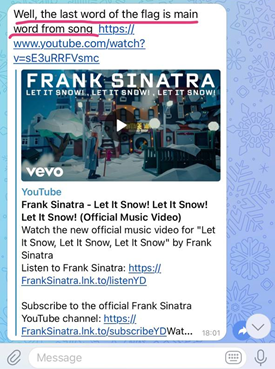 Well, the last word of the flag is main
word from song https://
www.youtube.com/watch?
v=sE3uRRFVsmc
FRANK SINATRA
LET IT SNOW! LET IT SNOW! LET IT SNOW!
vevo
YouTube
Frank Sinatra - Let It Snow! Let It Snow!
Let It Snow! (Official Music Video)
Watch the new official music video for "Let
It Snow, Let It Snow, Let It Snow" by Frank
Sinatra
Listen to Frank Sinatra: https://
FrankSinatra.lnk.to/listenYD
Subscribe to the official Frank Sinatra
YouTube channel: https://
FrankSinatra.lnk.to/subscribeYDWat...
18:01
Message